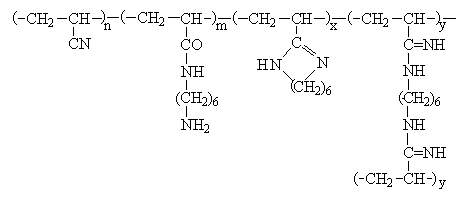 (-CH2-CH-)n(-CH2-CH-)m(-CH2-CH-)x(-CH2-CH-)y-
CN CO C C=NH
NH HN N NH
(CH2)6 (CH2)6 (CH2)6
NH2 NH
C=NH
(-CH2-CH-)y